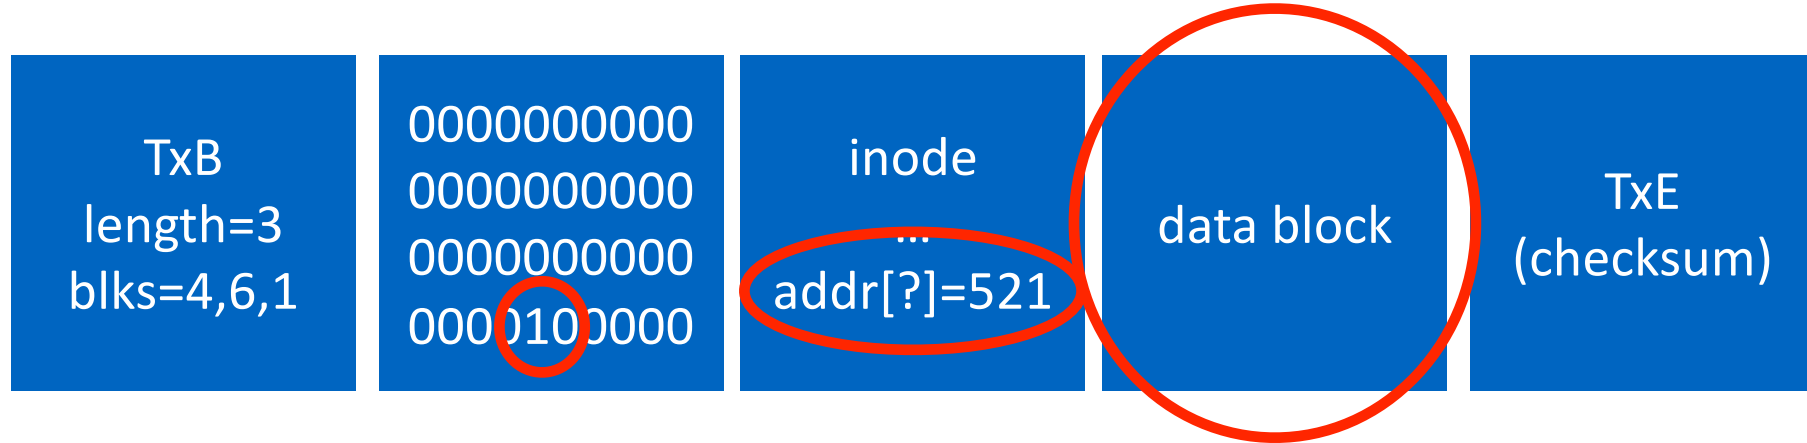 TxB
length=3
blks=4,6,1
0000000000
0000000000
0000000000
0000100000
inode
...
addr[?]=521
data block
TxE
(checksum)